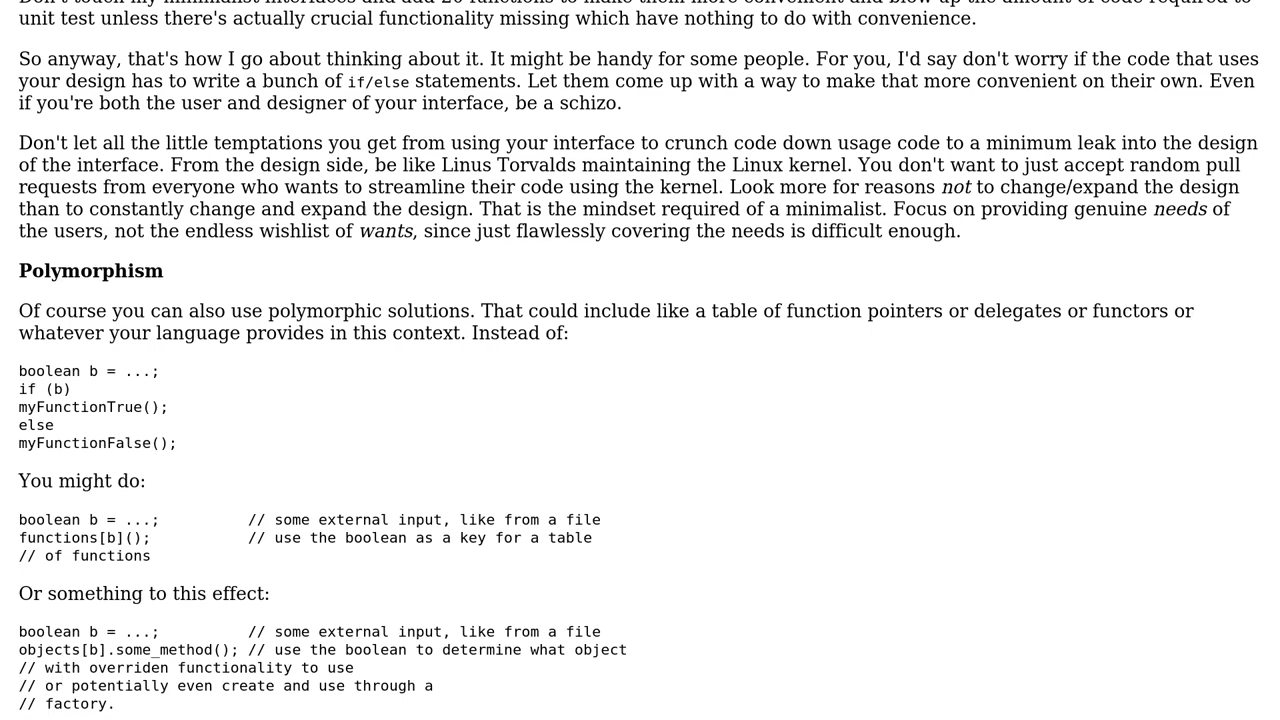 unit test unless there's actually crucial functionality missing which have nothing to do with convenience.
So anyway, that's how I go about thinking about it. It might be handy for some people. For you, I'd say don't worry if the code that uses
your design has to write a bunch of if/else statements. Let them come up with a way to make that more convenient on their own. Even
if you're both the user and designer of your interface, be a schizo.
Don't let all the little temptations you get from using your interface to crunch code down usage code to a minimum leak into the design
of the interface. From the design side, be like Linus Torvalds maintaining the Linux kernel. You don't want to just accept random pull
requests from everyone who wants to streamline their code using the kernel. Look more for reasons not to change/expand the design
than to constantly change and expand the design. That is the mindset required of a minimalist. Focus on providing genuine needs of
the users, not the endless wishlist of wants, since just flawlessly covering the needs is difficult enough.
Polymorphism
Of course you can also use polymorphic solutions. That could include like a table of function pointers or delegates or functors or
whatever your language provides in this context. Instead of:
boolean b = ...;
if (b)
myFunctionTrue();
else
myFunctionFalse();
You might do:
boolean b = ...;          // some external input, like from a file
functions[b]();           // use the boolean as a key for a table
// of functions
Or something to this effect:
boolean b = ...;          // some external input, like from a file
objects[b].some_method(); // use the boolean to determine what object
// with overriden functionality to use
// or potentially even create and use through a
// factory.